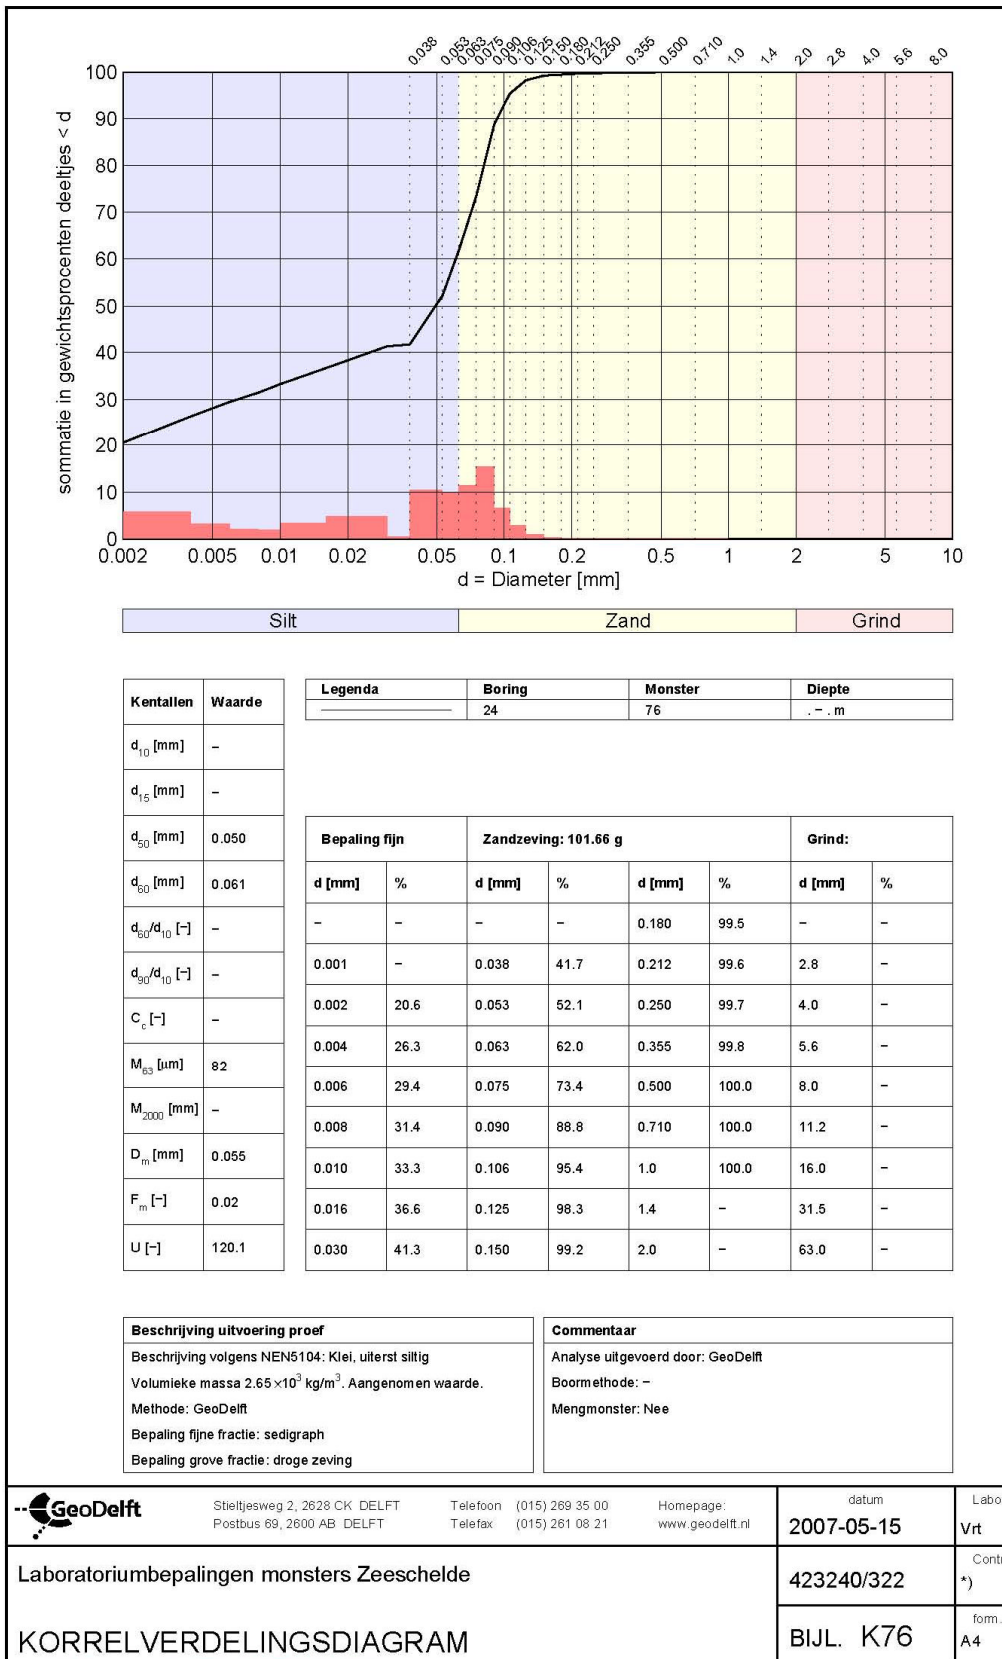 0.038 0.053 0.063 0.075 0.090 0.106 0.125 0.150 0.180 0.212 0.250 0.355 0.500 0.710 1.0 1.4 2.0 2.8 4.0 5.6 8.0
sommatie in gewichtsprocenten deeltjes < d
100
90
80
70
60
50
40
30
20
10
0
0.002 0.005 0.01 0.02 0.05 0.1 0.2 0.5 1 2 5 10
d = Diameter [mm]
Silt Zand Grind
Kentallen Waarde
d10 [mm] –
d15 [mm] –
d50 [mm] 0.050
d60 [mm] 0.061
d60/d10 [–] –
d90/d10 [–] –
Cc [–] –
M63 [µm] 82
M2000 [mm] –
Dm [mm] 0.055
Fm [–] 0.02
U [–] 120.1
Legenda Boring Monster Diepte
24 76 . – . m
Bepaling fijn Zandzeving: 101.66 g Grind:
d [mm] % d [mm] % d [mm] % d [mm] %
– – – – 0.180 99.5 – –
0.001 – 0.038 41.7 0.212 99.6 2.8 –
0.002 20.6 0.053 52.1 0.250 99.7 4.0 –
0.004 26.3 0.063 62.0 0.355 99.8 5.6 –
0.006 29.4 0.075 73.4 0.500 100.0 8.0 –
0.008 31.4 0.090 88.8 0.710 100.0 11.2 –
0.010 33.3 0.106 95.4 1.0 100.0 16.0 –
0.016 36.6 0.125 98.3 1.4 – 31.5 –
0.030 41.3 0.150 99.2 2.0 – 63.0 –
Beschrijving uitvoering proef
Beschrijving volgens NEN5104: Klei, uiterst siltig
Volumieke massa 2.65 ×10³ kg/m³. Aangenomen waarde.
Methode: GeoDelft
Bepaling fijne fractie: sedigraph
Bepaling grove fractie: droge zeving
Commentaar
Analyse uitgevoerd door: GeoDelft
Boormethode: –
Mengmonster: Nee
GeoDelft
Stieltjesweg 2, 2628 CK DELFT
Postbus 69, 2600 AB DELFT
Telefoon (015) 269 35 00
Telefax (015) 261 08 21
Homepage:
www.geodelft.nl
datum
2007-05-15
Labo
Vrt
Laboratoriumbepalingen monsters Zeeschelde
423240/322
Contr
*)
KORRELVERDELINGSDIAGRAM
BIJL. K76
form.
A4